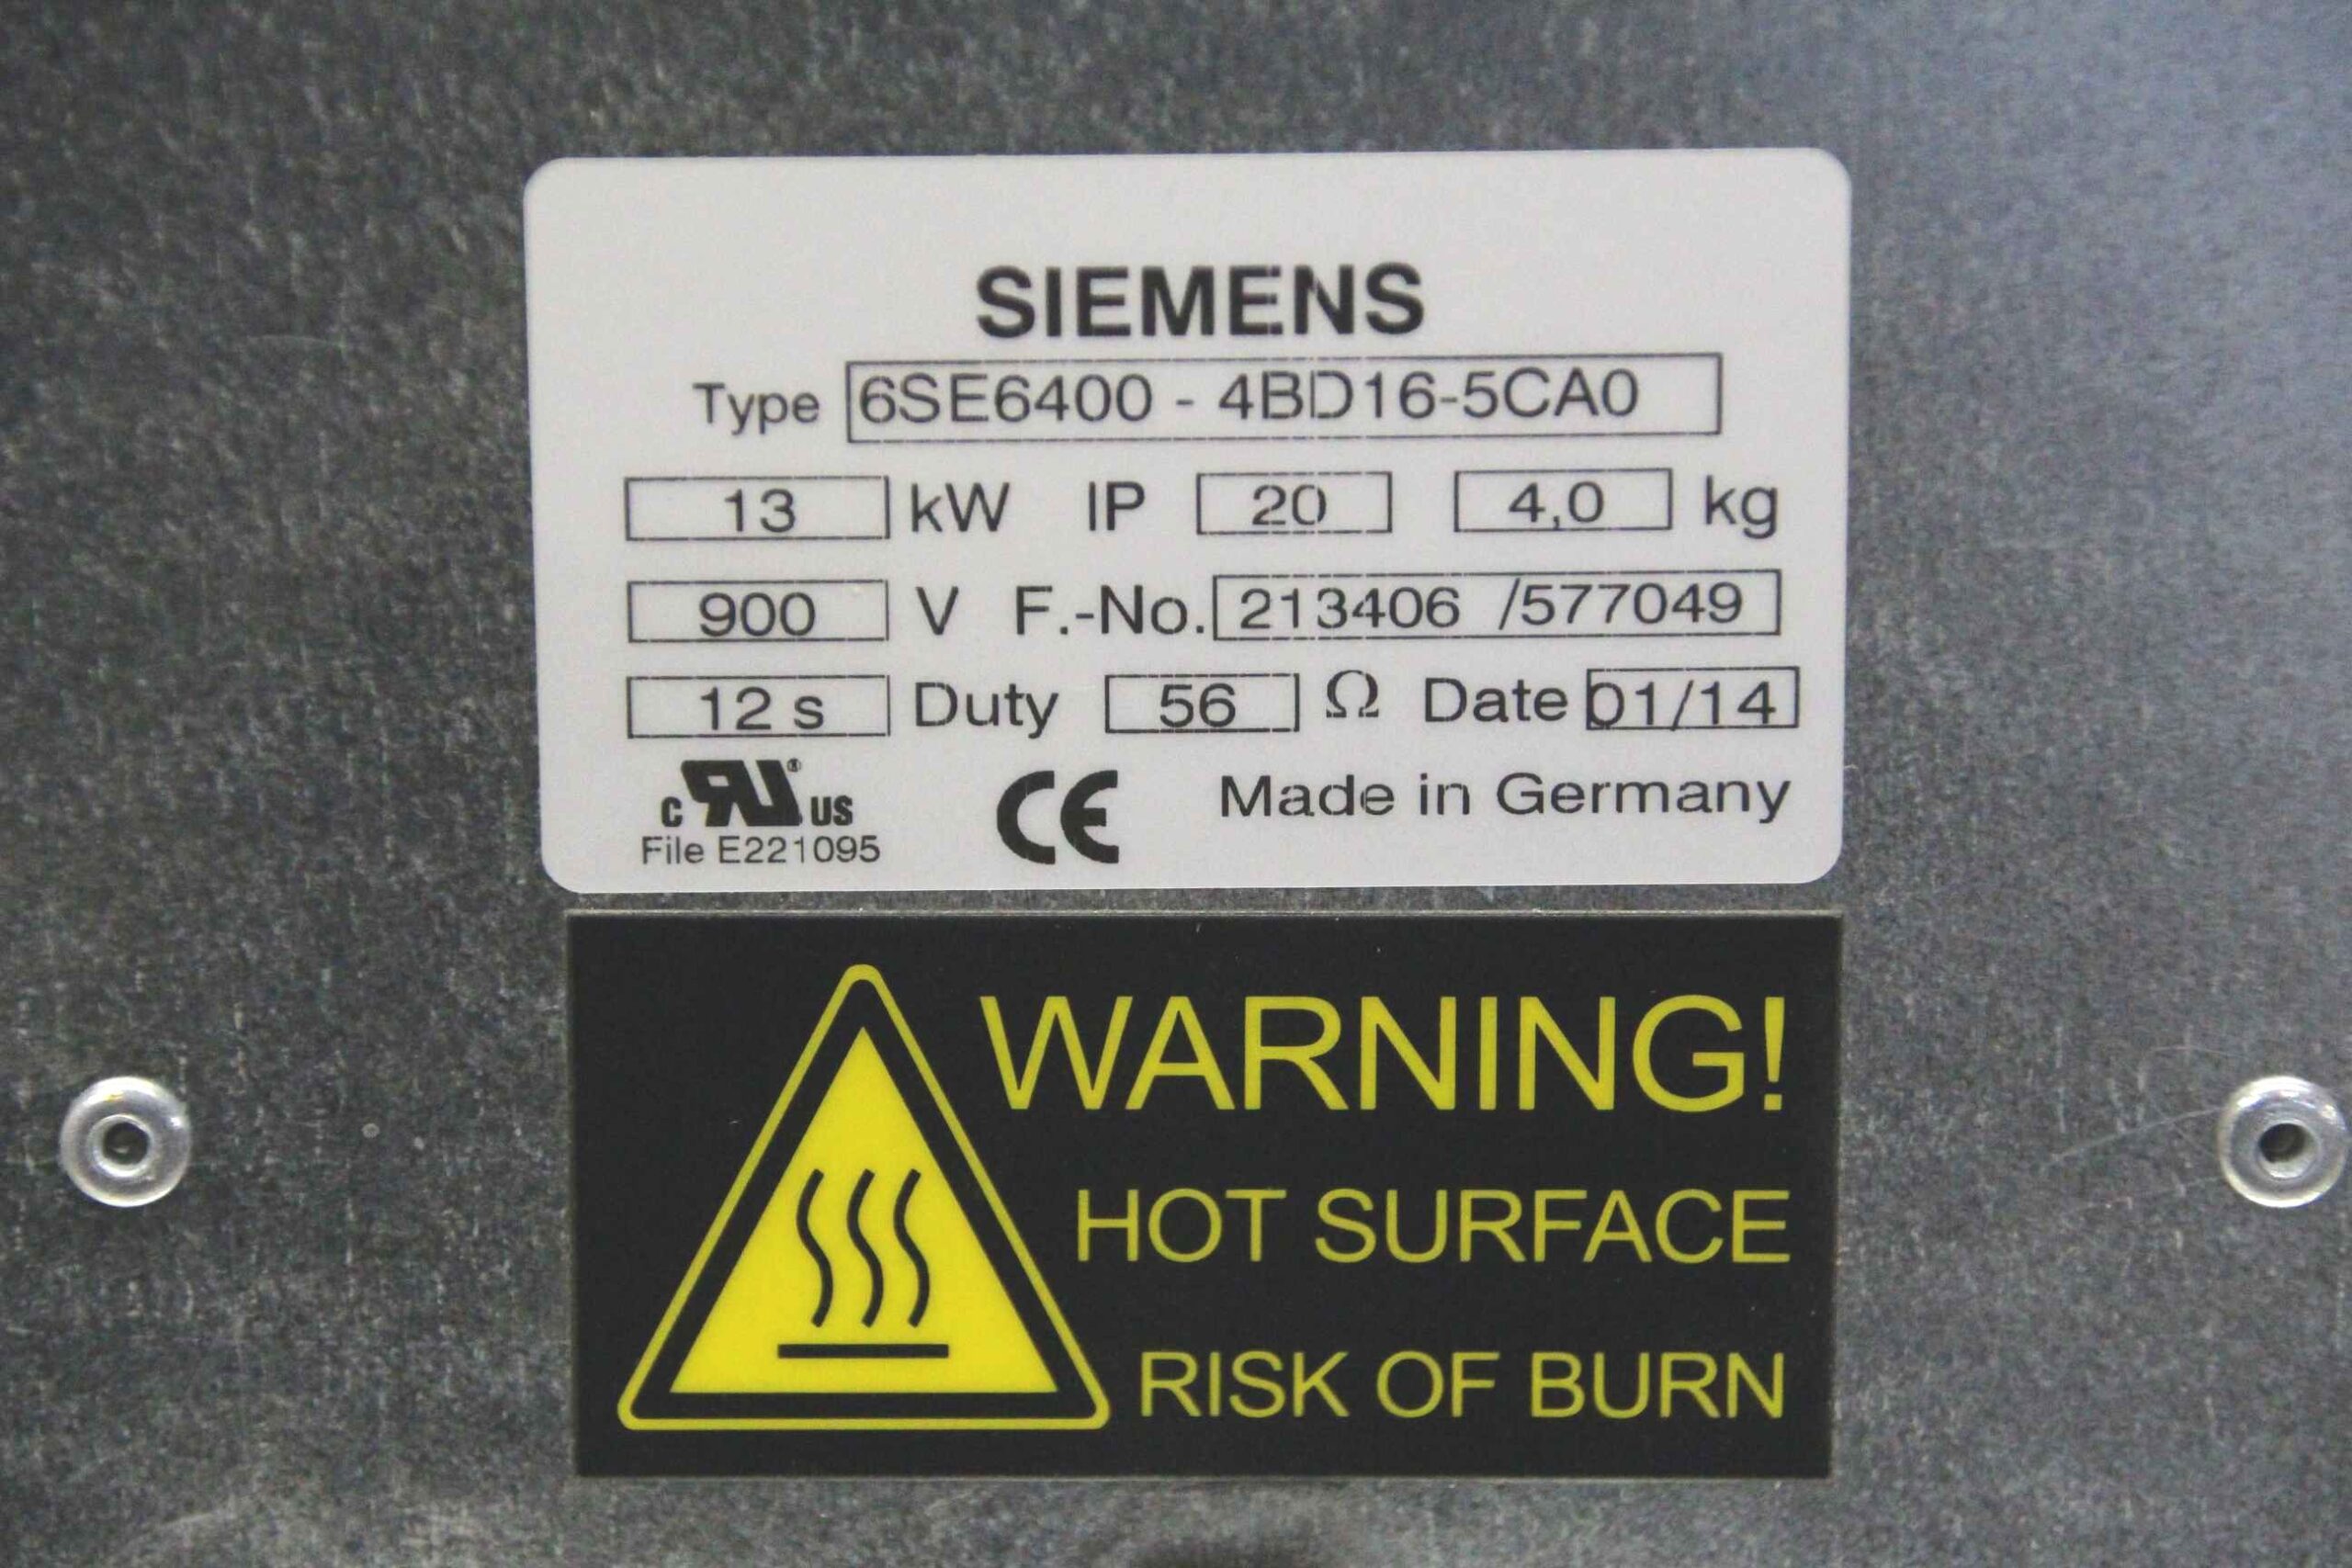 SIEMENS
Type 6SE6400 - 4BD16-5CA0
13 kW IP 20 4,0 kg
900 V F.-No. 213406 /577049
12 s Duty 56 Ω Date 01/14
c RU® US CE Made in Germany
File E221095
WARNING!
HOT SURFACE
RISK OF BURN